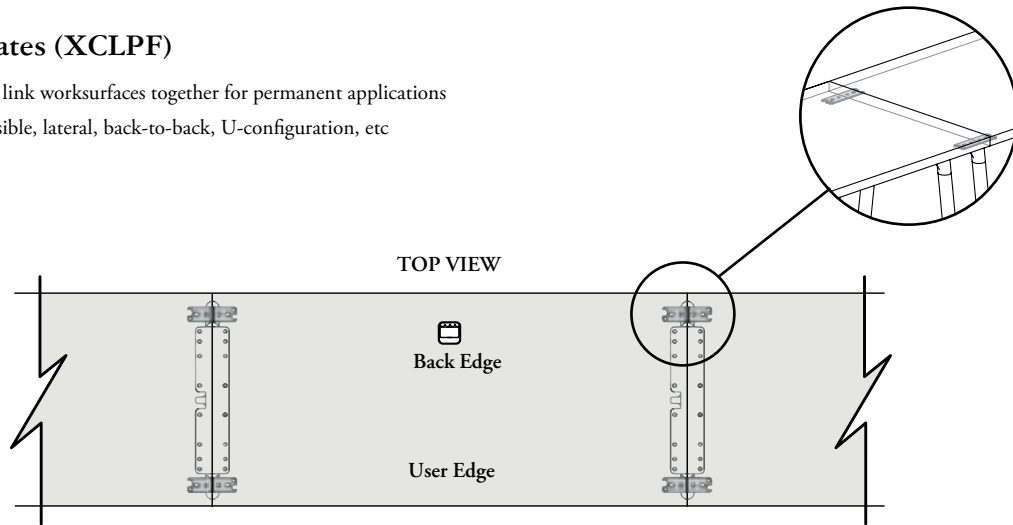 ates (XCLPF)
link worksurfaces together for permanent applications
sible, lateral, back-to-back, U-configuration, etc
TOP VIEW
Back Edge
User Edge